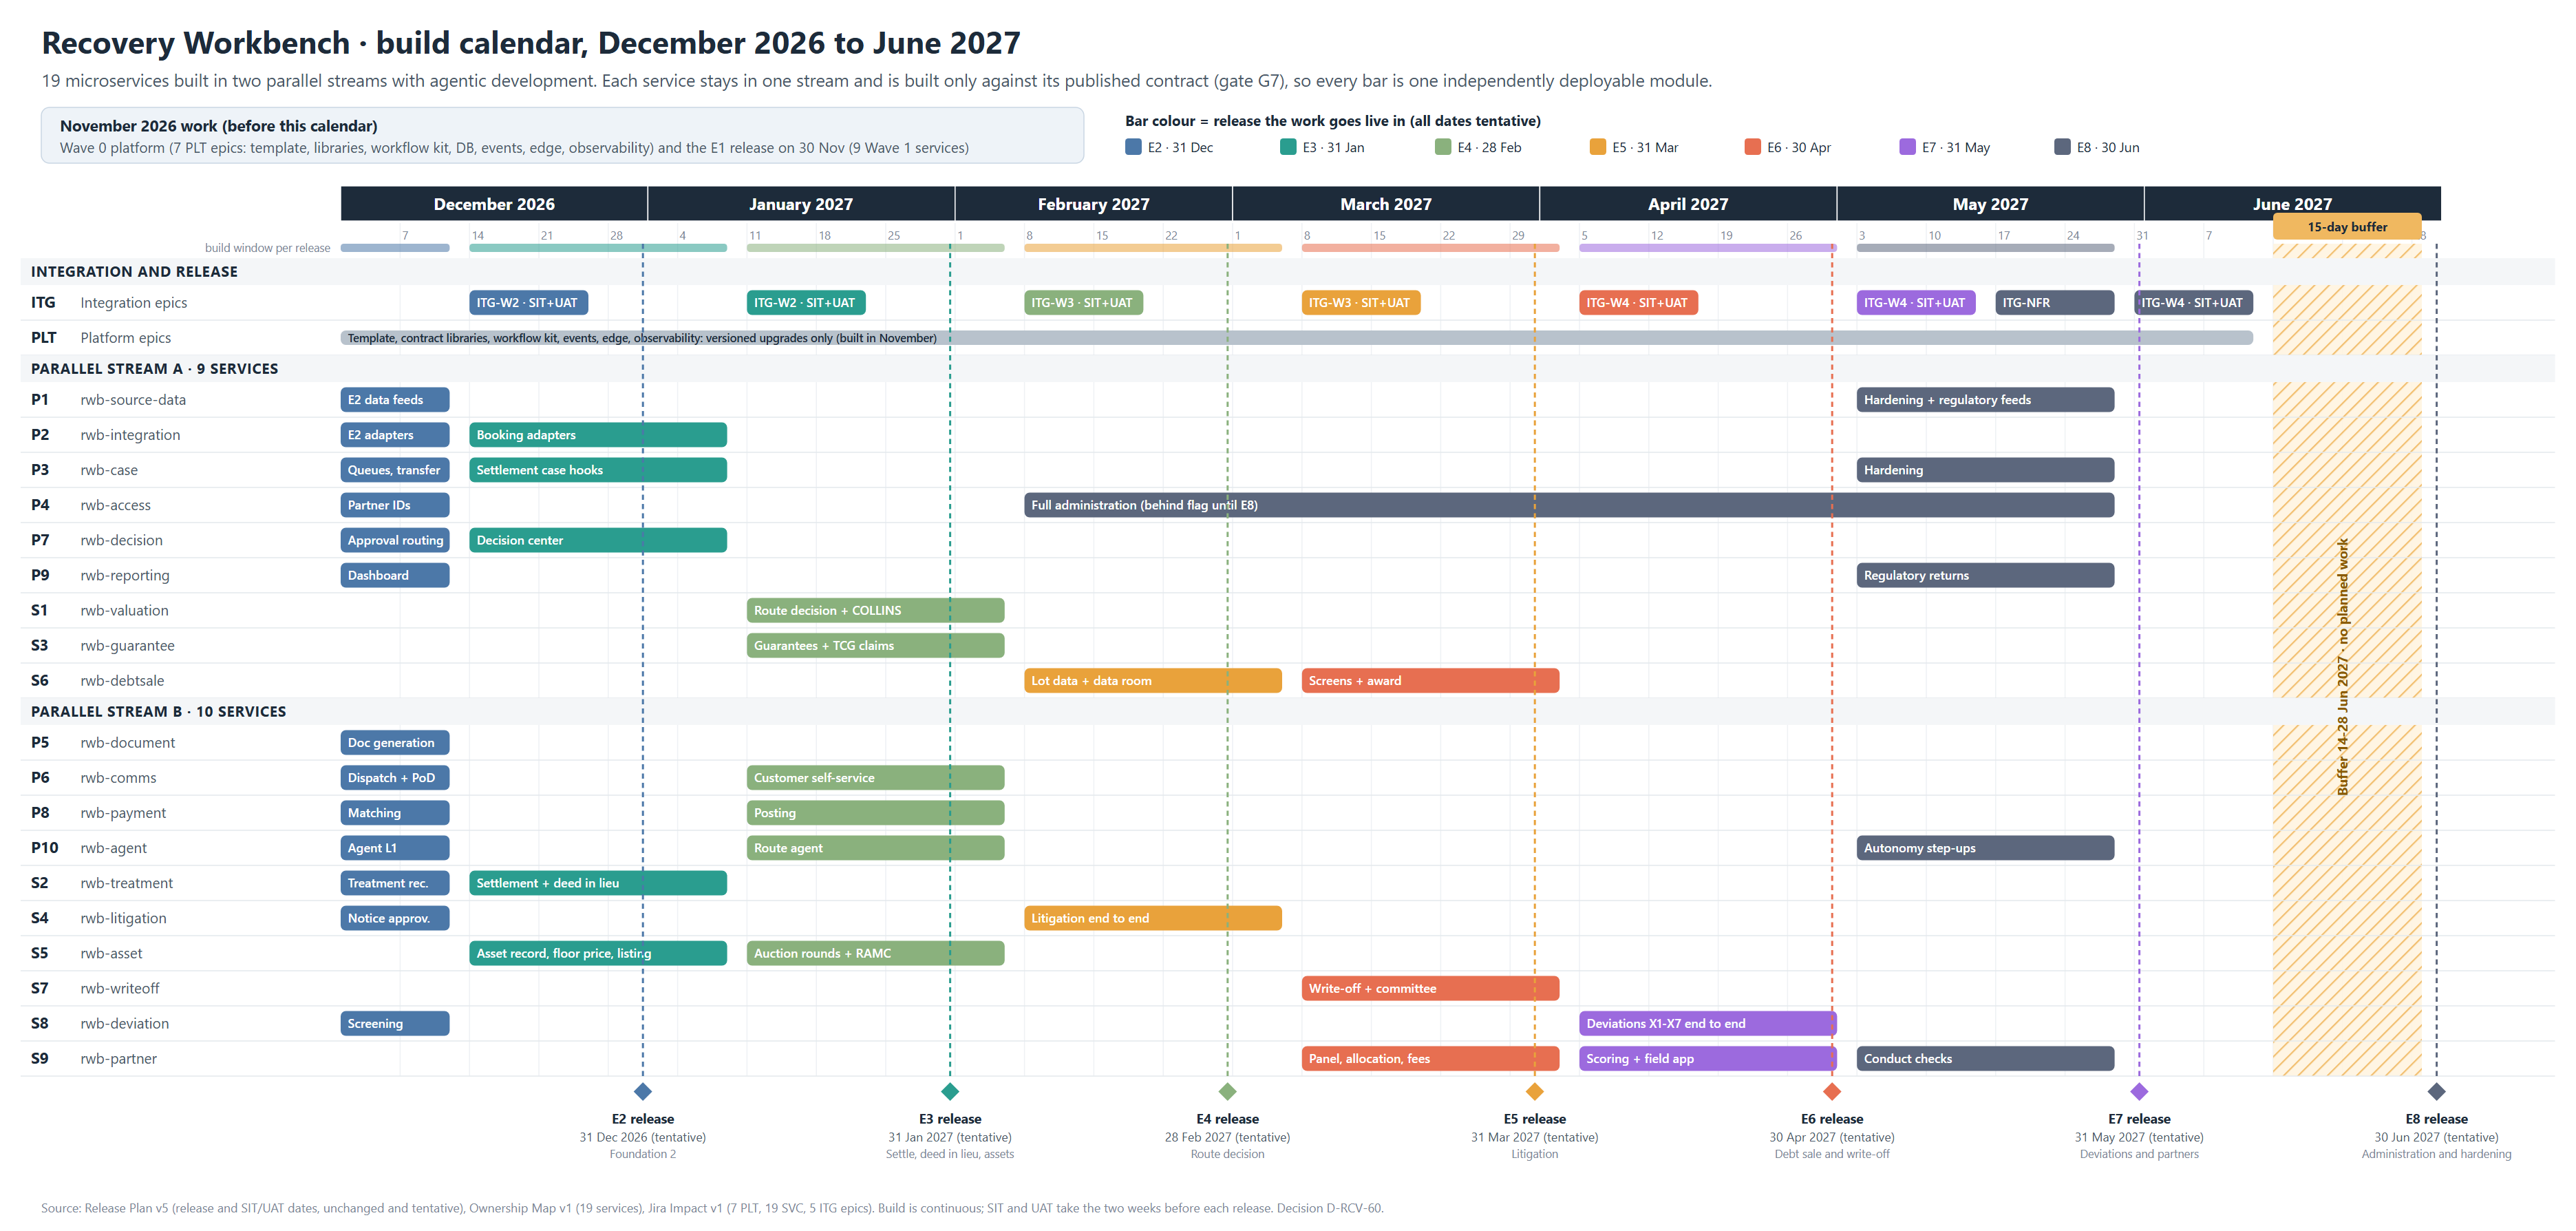 Recovery Workbench · build calendar, December 2026 to June 2027
19 microservices built in two parallel streams with agentic development. Each service stays in one stream and is built only against its published contract (gate G7), so every bar is one independently deployable module.
November 2026 work (before this calendar)
Wave 0 platform (7 PLT epics: template, libraries, workflow kit, DB, events, edge, observability) and the E1 release on 30 Nov (9 Wave 1 services)
Bar colour = release the work goes live in (all dates tentative)
E2 · 31 Dec
E3 · 31 Jan
E4 · 28 Feb
E5 · 31 Mar
E6 · 30 Apr
E7 · 31 May
E8 · 30 Jun
December 2026
January 2027
February 2027
March 2027
April 2027
May 2027
June 2027
7 14 21 28 4 11 18 25 1 8 15 22 1 8 15 22 29 5 12 19 26 3 10 17 24 31 7
15-day buffer
8
build window per release
INTEGRATION AND RELEASE
ITG Integration epics
ITG-W2 · SIT+UAT
ITG-W2 · SIT+UAT
ITG-W3 · SIT+UAT
ITG-W3 · SIT+UAT
ITG-W4 · SIT+UAT
ITG-W4 · SIT+UAT
ITG-NFR
ITG-W4 · SIT+UAT
PLT Platform epics
Template, contract libraries, workflow kit, events, edge, observability: versioned upgrades only (built in November)
PARALLEL STREAM A · 9 SERVICES
P1 rwb-source-data
E2 data feeds
Hardening + regulatory feeds
P2 rwb-integration
E2 adapters
Booking adapters
P3 rwb-case
Queues, transfer
Settlement case hooks
Hardening
P4 rwb-access
Partner IDs
Full administration (behind flag until E8)
P7 rwb-decision
Approval routing
Decision center
P9 rwb-reporting
Dashboard
Regulatory returns
S1 rwb-valuation
Route decision + COLLINS
S3 rwb-guarantee
Guarantees + TCG claims
S6 rwb-debtsale
Lot data + data room
Screens + award
Buffer 14-28 Jun 2027 · no planned work
PARALLEL STREAM B · 10 SERVICES
P5 rwb-document
Doc generation
P6 rwb-comms
Dispatch + PoD
Customer self-service
P8 rwb-payment
Matching
Posting
P10 rwb-agent
Agent L1
Route agent
Autonomy step-ups
S2 rwb-treatment
Treatment rec.
Settlement + deed in lieu
S4 rwb-litigation
Notice approv.
Litigation end to end
S5 rwb-asset
Asset record, floor price, listing
Auction rounds + RAMC
S7 rwb-writeoff
Write-off + committee
S8 rwb-deviation
Screening
Deviations X1-X7 end to end
S9 rwb-partner
Panel, allocation, fees
Scoring + field app
Conduct checks
E2 release
31 Dec 2026 (tentative)
Foundation 2
E3 release
31 Jan 2027 (tentative)
Settle, deed in lieu, assets
E4 release
28 Feb 2027 (tentative)
Route decision
E5 release
31 Mar 2027 (tentative)
Litigation
E6 release
30 Apr 2027 (tentative)
Debt sale and write-off
E7 release
31 May 2027 (tentative)
Deviations and partners
E8 release
30 Jun 2027 (tentative)
Administration and hardening
Source: Release Plan v5 (release and SIT/UAT dates, unchanged and tentative), Ownership Map v1 (19 services), Jira Impact v1 (7 PLT, 19 SVC, 5 ITG epics). Build is continuous; SIT and UAT take the two weeks before each release. Decision D-RCV-60.